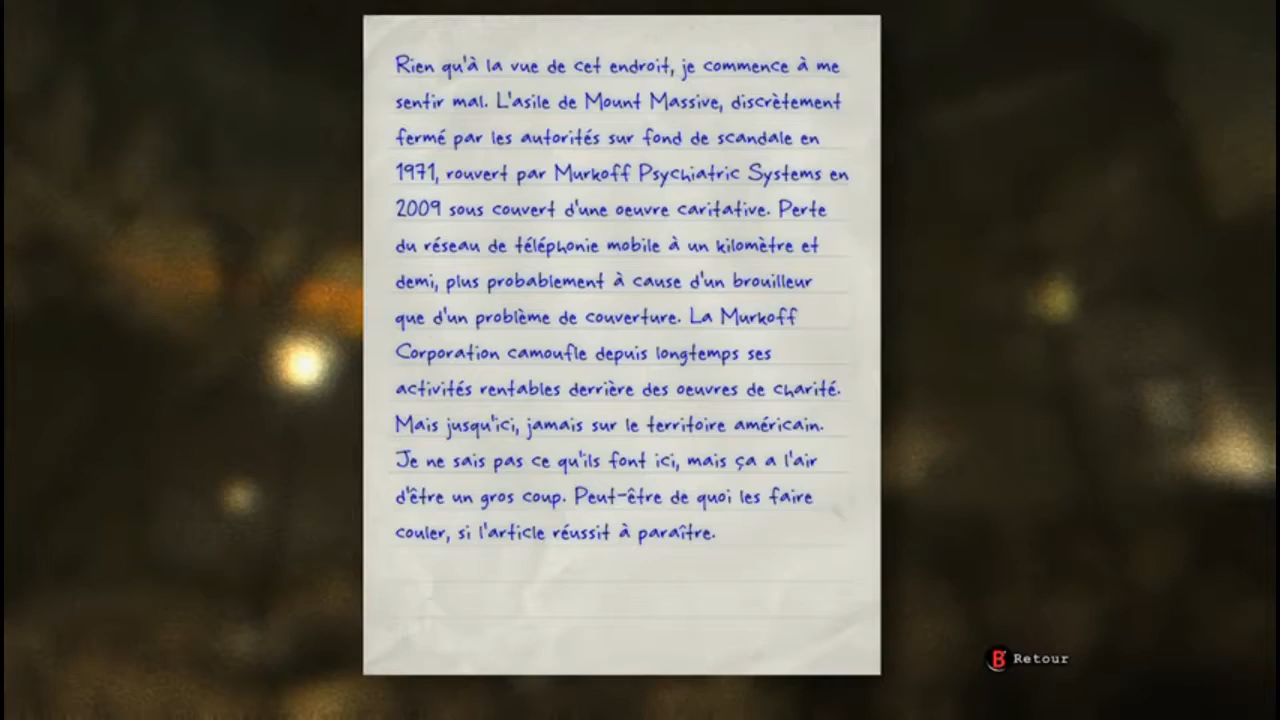 Rien qu'à la vue de cet endroit, je commence à me
sentir mal. L'asile de Mount Massive, discrètement
fermé par les autorités sur fond de scandale en
1971, rouvert par Murkoff Psychiatric Systems en
2009 sous couvert d'une oeuvre caritative. Perte
du réseau de téléphonie mobile à un kilomètre et
demi, plus probablement à cause d'un brouilleur
que d'un problème de couverture. La Murkoff
Corporation camoufle depuis longtemps ses
activités rentables derrière des oeuvres de charité.
Mais jusqu'ici, jamais sur le territoire américain.
Je ne sais pas ce qu'ils font ici, mais ça a l'air
d'être un gros coup. Peut-être de quoi les faire
couler, si l'article réussit à paraître.
B Retour